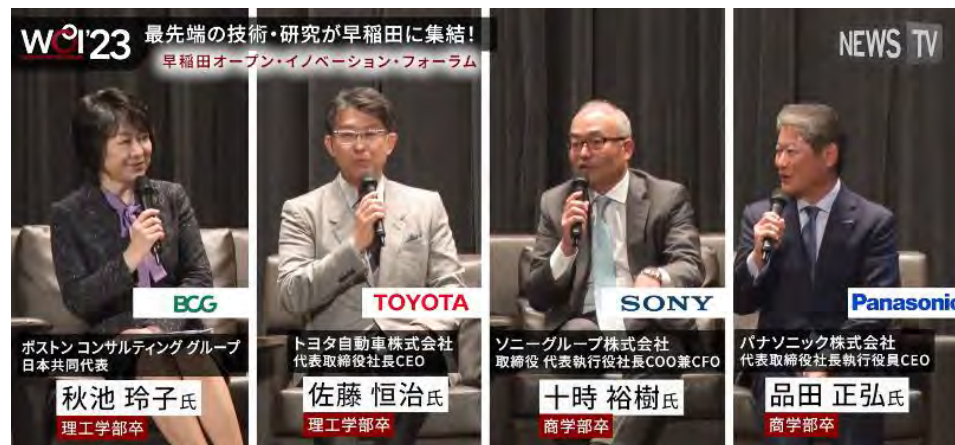 WOI'23
最先端の技術・研究が早稲田に集結!
早稲田オープン・イノベーション・フォーラム
NEWS TV
BCG
ボストン コンサルティング グループ
日本共同代表
秋池 玲子氏
理工学部卒
TOYOTA
トヨタ自動車株式会社
代表取締役社長CEO
佐藤 恒治氏
理工学部卒
SONY
ソニーグループ株式会社
取締役 代表執行役社長COO兼CFO
十時 裕樹氏
商学部卒
Panasonic
パナソニック株式会社
代表取締役社長執行役員CEO
品田 正弘氏
商学部卒